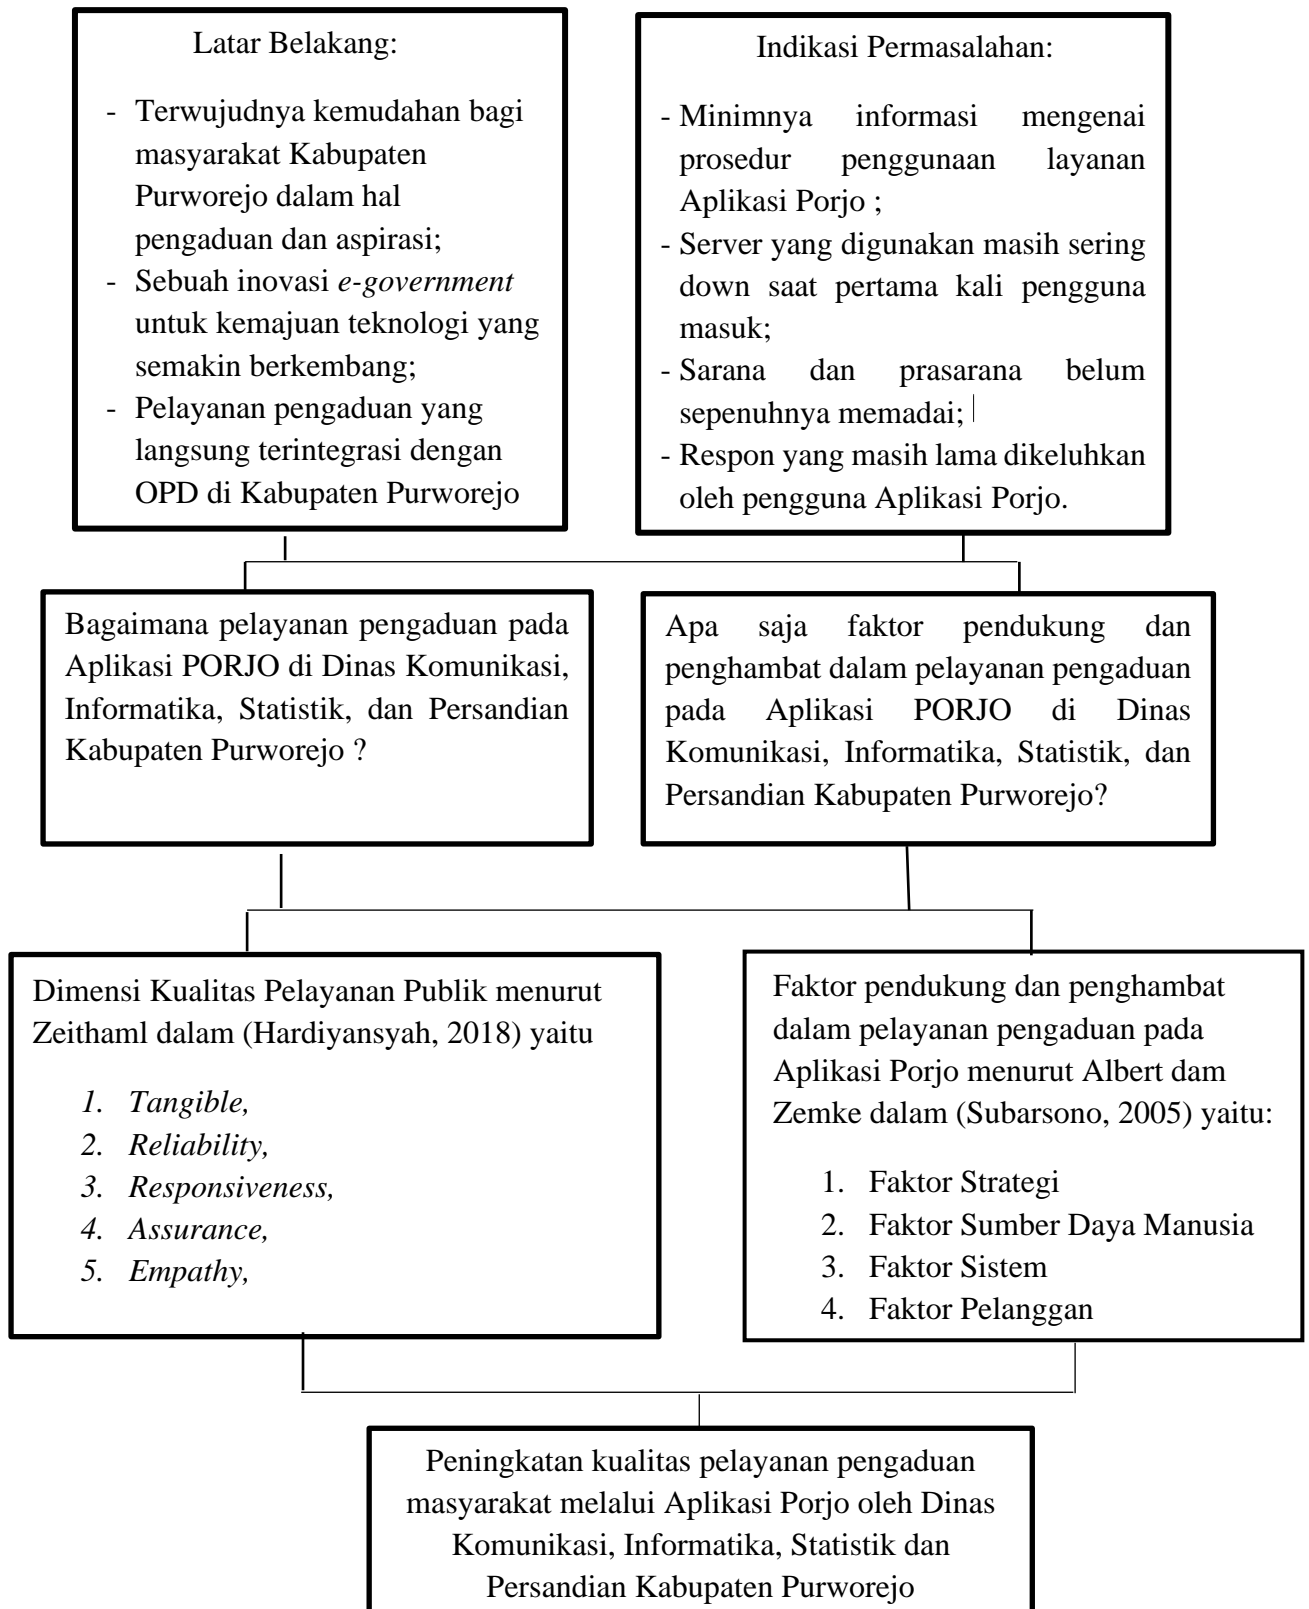 Latar Belakang:
- Terwujudnya kemudahan bagi
masyarakat Kabupaten
Purworejo dalam hal
pengaduan dan aspirasi;
- Sebuah inovasi e-government
untuk kemajuan teknologi yang
semakin berkembang;
- Pelayanan pengaduan yang
langsung terintegrasi dengan
OPD di Kabupaten Purworejo
Indikasi Permasalahan:
- Minimnya informasi mengenai
prosedur penggunaan layanan
Aplikasi Porjo ;
- Server yang digunakan masih sering
down saat pertama kali pengguna
masuk;
- Sarana dan prasarana belum
sepenuhnya memadai;
- Respon yang masih lama dikeluhkan
oleh pengguna Aplikasi Porjo.
Bagaimana pelayanan pengaduan pada
Aplikasi PORJO di Dinas Komunikasi,
Informatika, Statistik, dan Persandian
Kabupaten Purworejo ?
Apa saja faktor pendukung dan
penghambat dalam pelayanan pengaduan
pada Aplikasi PORJO di Dinas
Komunikasi, Informatika, Statistik, dan
Persandian Kabupaten Purworejo?
Dimensi Kualitas Pelayanan Publik menurut
Zeithaml dalam (Hardiyansyah, 2018) yaitu
1. Tangible,
2. Reliability,
3. Responsiveness,
4. Assurance,
5. Empathy,
Faktor pendukung dan penghambat
dalam pelayanan pengaduan pada
Aplikasi Porjo menurut Albert dam
Zemke dalam (Subarsono, 2005) yaitu:
1. Faktor Strategi
2. Faktor Sumber Daya Manusia
3. Faktor Sistem
4. Faktor Pelanggan
Peningkatan kualitas pelayanan pengaduan
masyarakat melalui Aplikasi Porjo oleh Dinas
Komunikasi, Informatika, Statistik dan
Persandian Kabupaten Purworejo